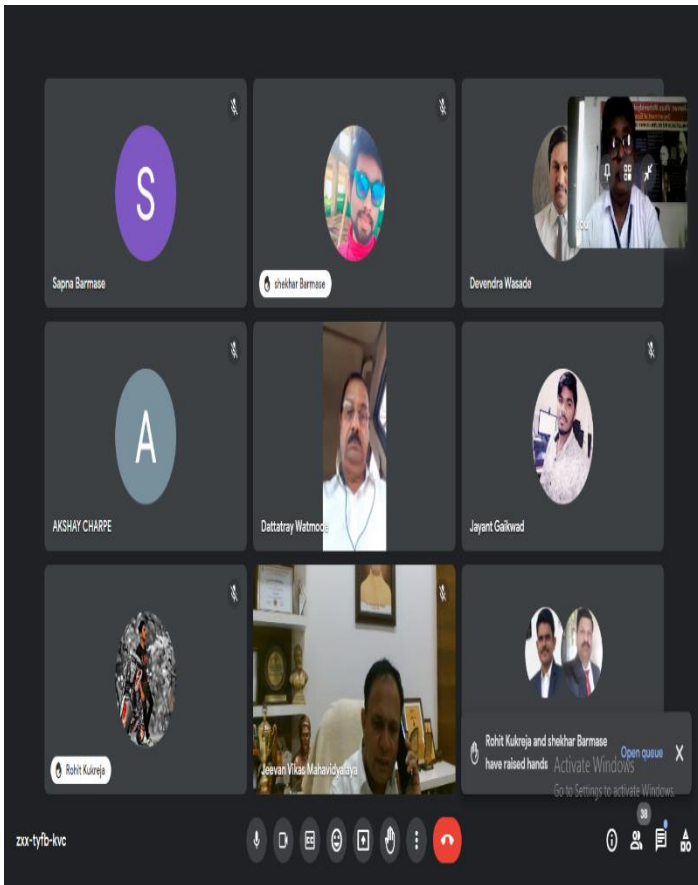 S
Sapna Barmase
shekhar Barmase
Devendra Wasade
You
A
AKSHAY CHARPE
Dattatray Watmode
Jayant Gaikwad
Rohit Kukreja
Jeevan Vikas Mahavidyalaya
Rohit Kukreja and shekhar Barmase
have raised hands
Open queue
Activate Windows
Go to Settings to activate Windows.
38
zxx-tyfb-kvc